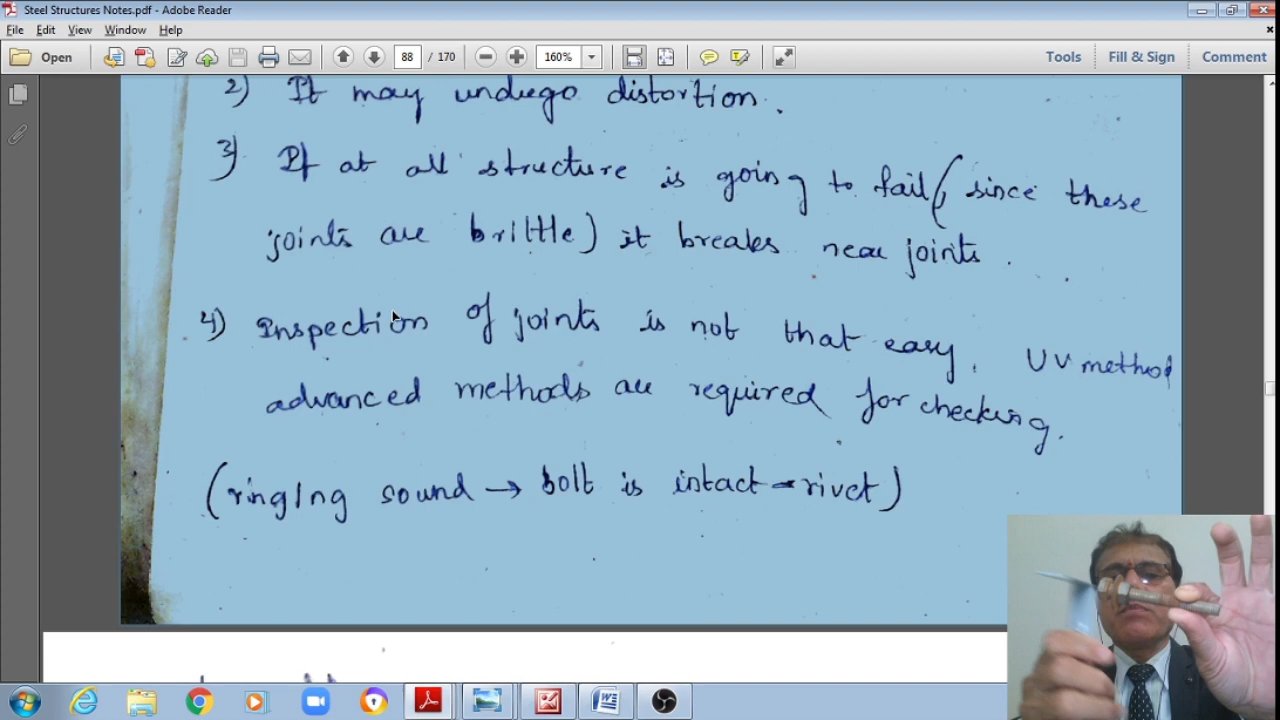 Steel Structures Notes.pdf - Adobe Reader
File Edit View Window Help
Open 88 / 170 160% Tools Fill & Sign Comment
2) It may undergo distortion.
3) If at all structure is going to fail (, since these
joints are brittle) it breaks near joints.
4) Inspection of joints is not that easy. UV method
advanced methods are required for checking.
(ringing sound → bolt is intact - rivet)